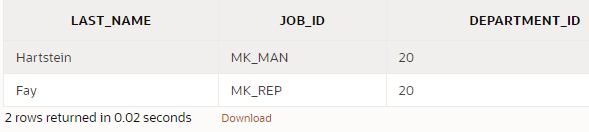 LAST_NAME JOB_ID DEPARTMENT_ID
Hartstein MK_MAN 20
Fay MK_REP 20
2 rows returned in 0.02 seconds Download